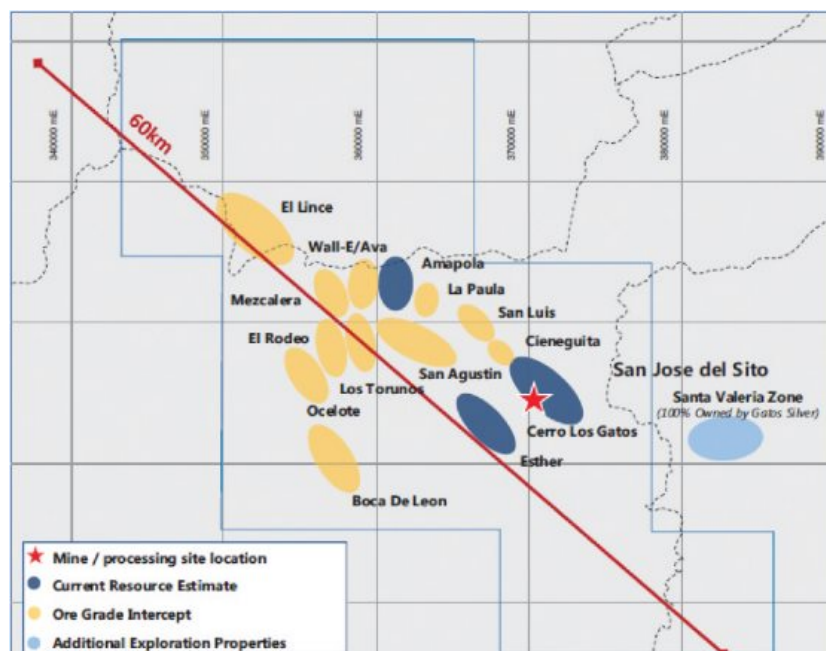 340000 mE
350000 mE
360000 mE
370000 mE
380000 mE
390000 mE
60km
El Lince
Wall-E/Ava
Amapola
Mezcalera
La Paula
San Luis
El Rodeo
Cieneguita
San Agustin
San Jose del Sito
Los Torunos
Santa Valeria Zone
(100% Owned by Gatos Silver)
Ocelote
Cerro Los Gatos
Esther
Boca De Leon
Mine / processing site location
Current Resource Estimate
Ore Grade Intercept
Additional Exploration Properties